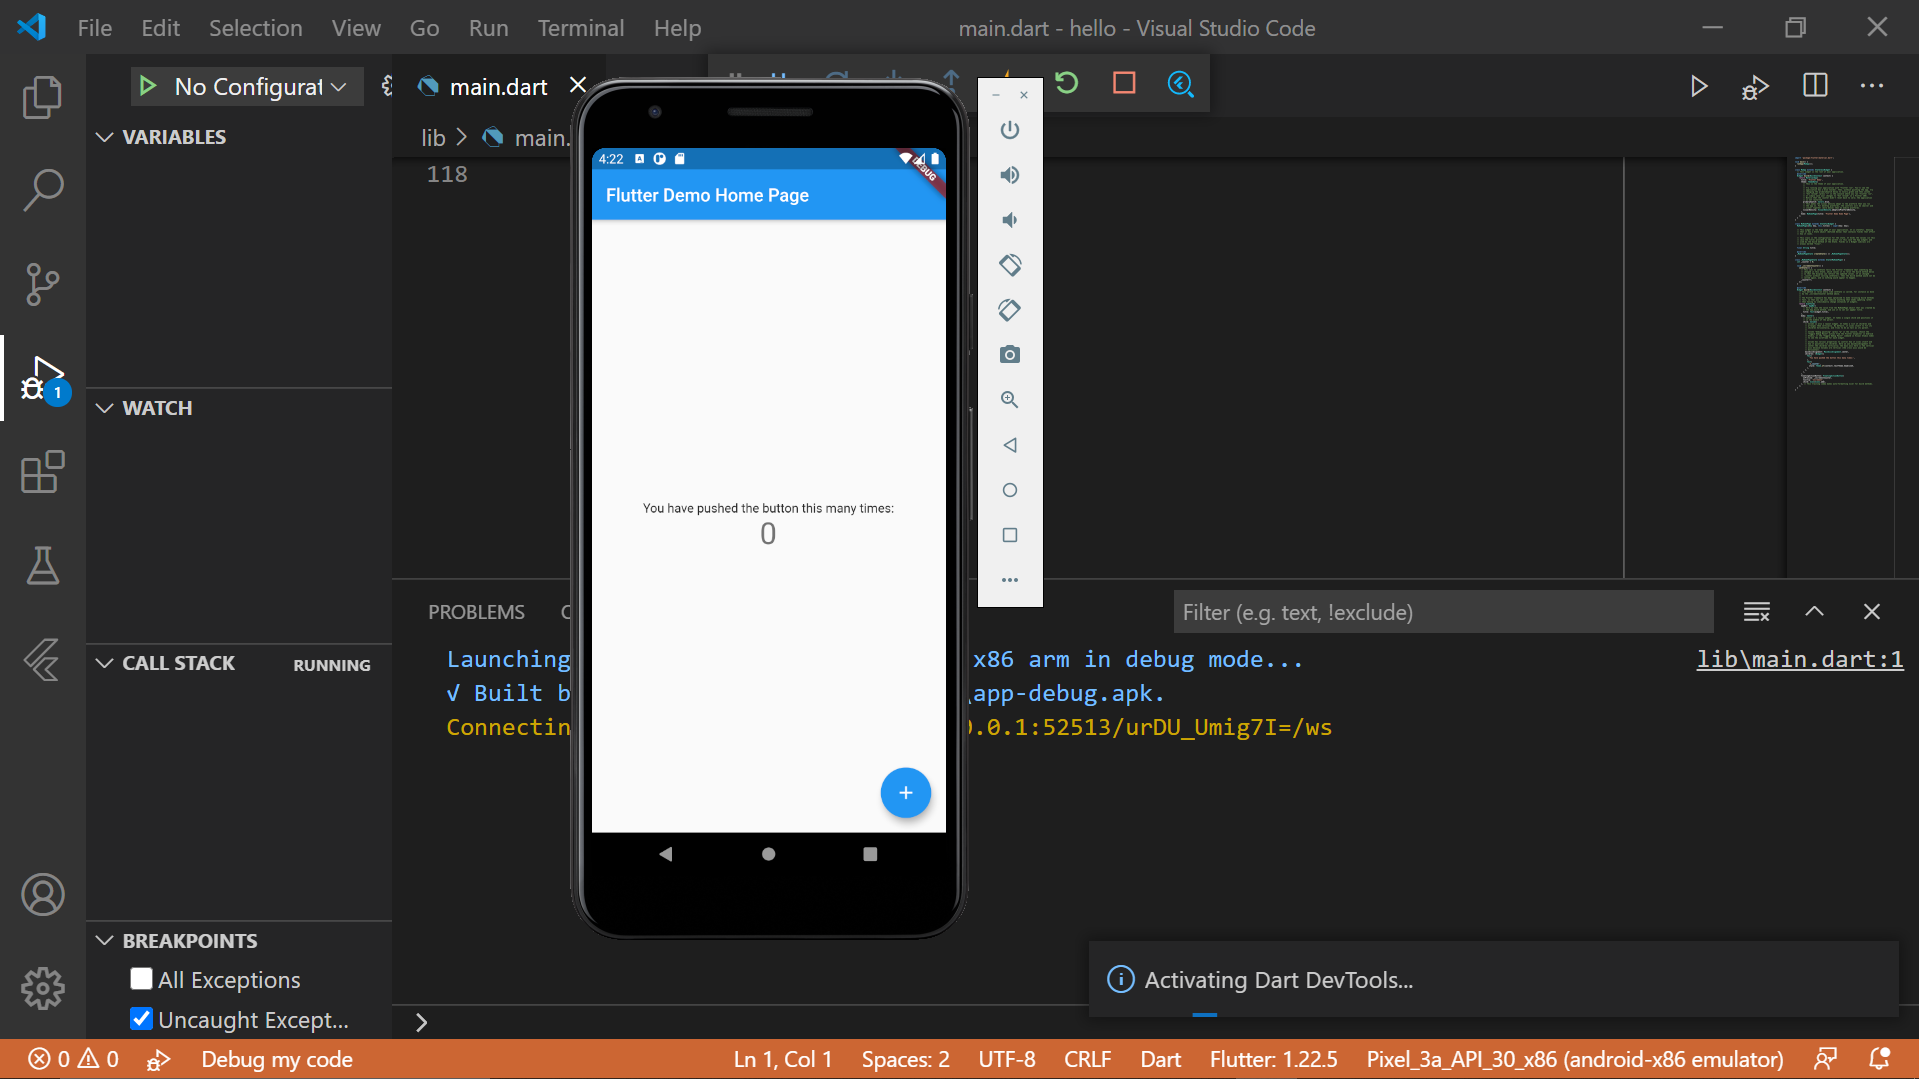 File Edit Selection View Go Run Terminal Help
main.dart - hello - Visual Studio Code
No Configurat
main.dart
VARIABLES
lib > main.
118
4:22
DEBUG
Flutter Demo Home Page
1
WATCH
You have pushed the button this many times:
0
PROBLEMS
Filter (e.g. text, !exclude)
CALL STACK
RUNNING
Launching x86 arm in debug mode...
lib\main.dart:1
√ Built b \app-debug.apk.
Connectin .0.1:52513/urDU_Umig7I=/ws
+
BREAKPOINTS
All Exceptions
Activating Dart DevTools...
Uncaught Except...
0 0 Debug my code Ln 1, Col 1 Spaces: 2 UTF-8 CRLF Dart Flutter: 1.22.5 Pixel_3a_API_30_x86 (android-x86 emulator)